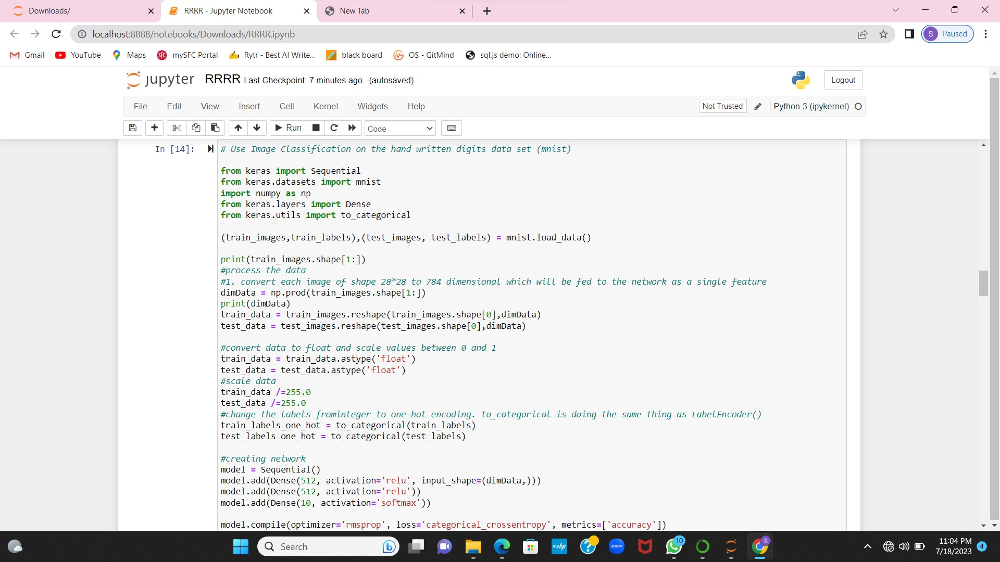 Downloads/
RRRR - Jupyter Notebook
New Tab
localhost:8888/notebooks/Downloads/RRRR.ipynb
S Paused
Gmail
YouTube
Maps
SFC mySFC Portal
Rytr - Best AI Write...
black board
OS - GitMind
sql.js demo: Online...
jupyter RRRR Last Checkpoint: 7 minutes ago (autosaved)
Logout
File Edit View Insert Cell Kernel Widgets Help
Not Trusted
Python 3 (ipykernel)
Run
Code
In [14]:
# Use Image Classification on the hand written digits data set (mnist)
from keras import Sequential
from keras.datasets import mnist
import numpy as np
from keras.layers import Dense
from keras.utils import to_categorical
(train_images,train_labels),(test_images, test_labels) = mnist.load_data()
print(train_images.shape[1:])
#process the data
#1. convert each image of shape 28*28 to 784 dimensional which will be fed to the network as a single feature
dimData = np.prod(train_images.shape[1:])
print(dimData)
train_data = train_images.reshape(train_images.shape[0],dimData)
test_data = test_images.reshape(test_images.shape[0],dimData)
#convert data to float and scale values between 0 and 1
train_data = train_data.astype('float')
test_data = test_data.astype('float')
#scale data
train_data /=255.0
test_data /=255.0
#change the labels frominteger to one-hot encoding. to_categorical is doing the same thing as LabelEncoder()
train_labels_one_hot = to_categorical(train_labels)
test_labels_one_hot = to_categorical(test_labels)
#creating network
model = Sequential()
model.add(Dense(512, activation='relu', input_shape=(dimData,)))
model.add(Dense(512, activation='relu'))
model.add(Dense(10, activation='softmax'))
model.compile(optimizer='rmsprop', loss='categorical_crossentropy', metrics=['accuracy'])
Search
myhp
zoom
10
S
11:04 PM
7/18/2023
4